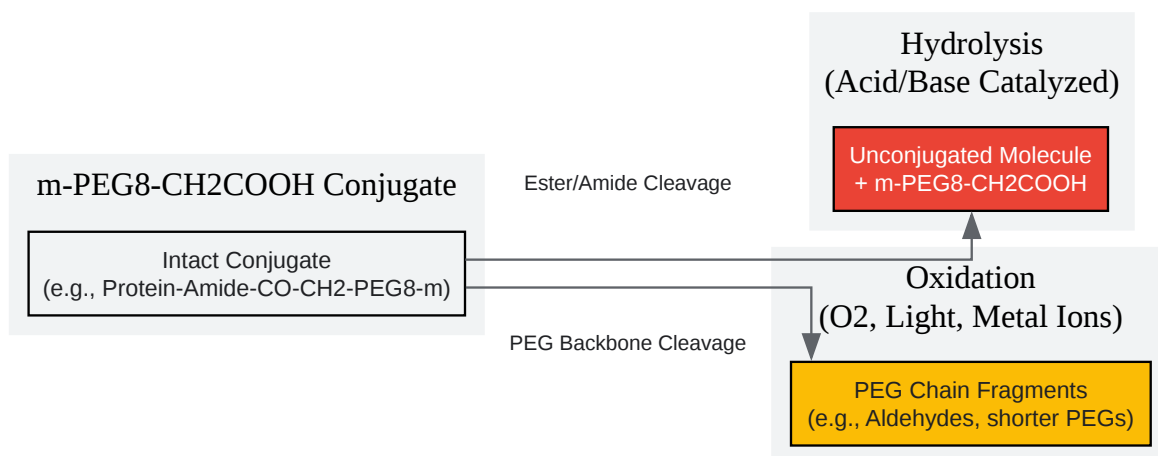 Hydrolysis
(Acid/Base Catalyzed)
Unconjugated Molecule
+ m-PEG8-CH2COOH
m-PEG8-CH2COOH Conjugate
Ester/Amide Cleavage
Intact Conjugate
(e.g., Protein-Amide-CO-CH2-PEG8-m)
Oxidation
(O2, Light, Metal Ions)
PEG Backbone Cleavage
PEG Chain Fragments
(e.g., Aldehydes, shorter PEGs)